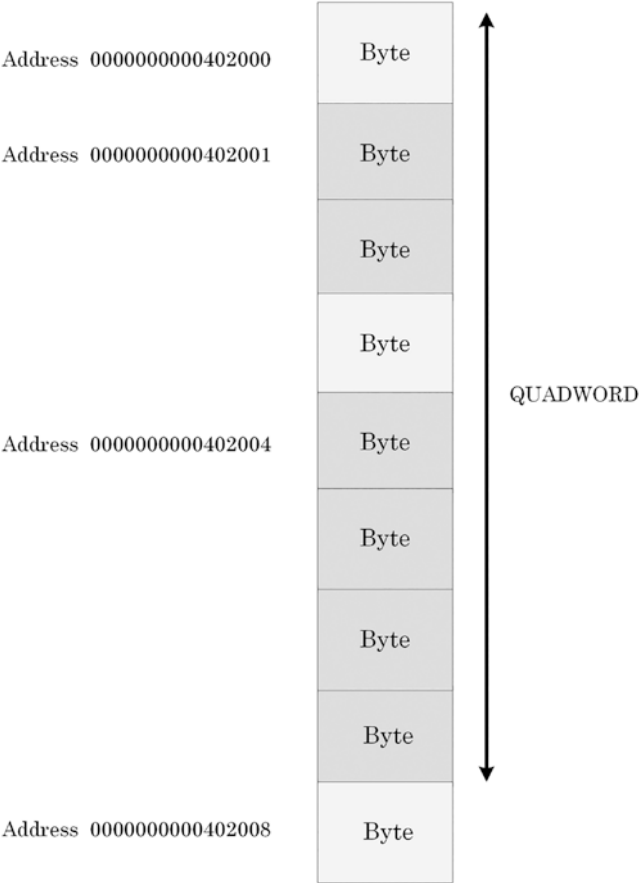 Address 0000000000402000 Byte
Address 0000000000402001 Byte
Byte
Byte
QUADWORD
Address 0000000000402004 Byte
Byte
Byte
Byte
Address 0000000000402008 Byte